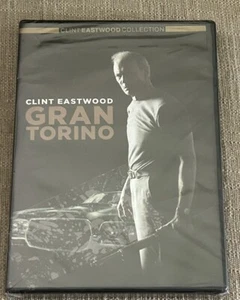 CLINT EASTWOOD COLLECTION
CLINT EASTWOOD
GRAN
TORINO